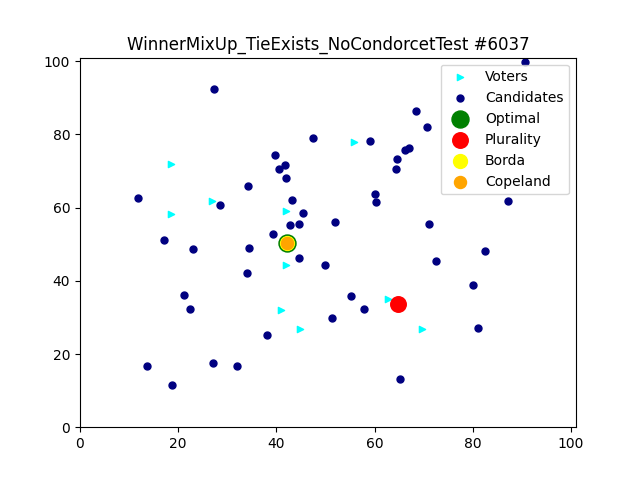 WinnerMixUp_TieExists_NoCondorcetTest #6037
Voters
Candidates
Optimal
Plurality
Borda
Copeland
100
80
60
40
20
0
0 20 40 60 80 100